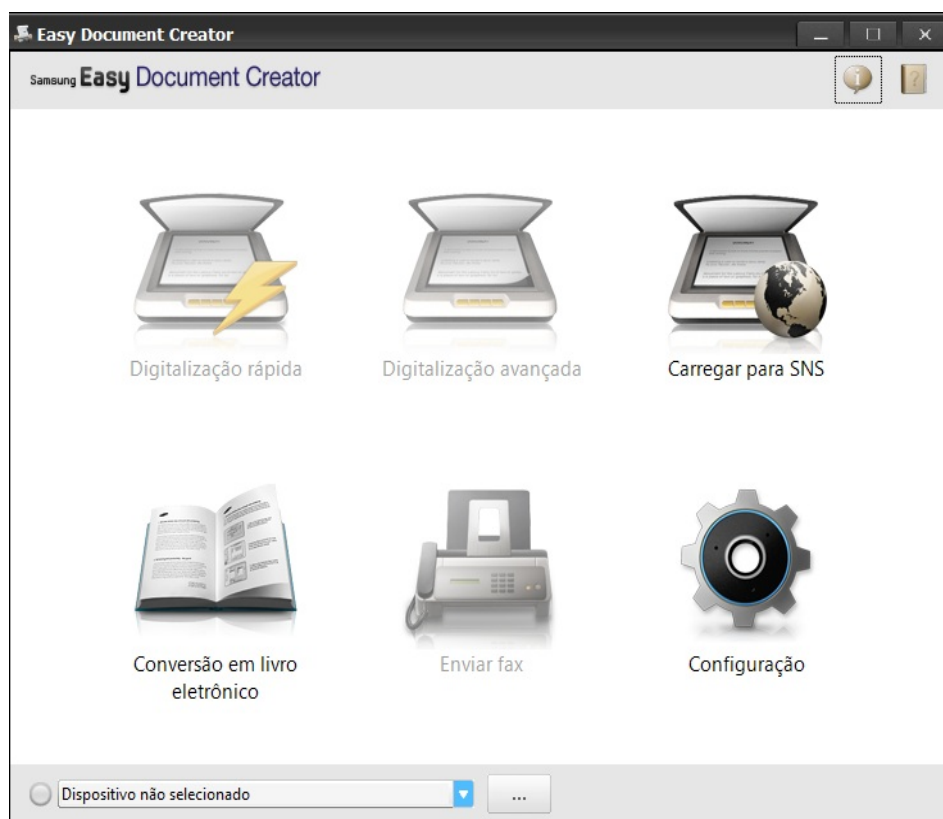 Easy Document Creator
Samsung Easy Document Creator
Digitalização rápida
Digitalização avançada
Carregar para SNS
Conversão em livro
eletrônico
Enviar fax
Configuração
Dispositivo não selecionado
...